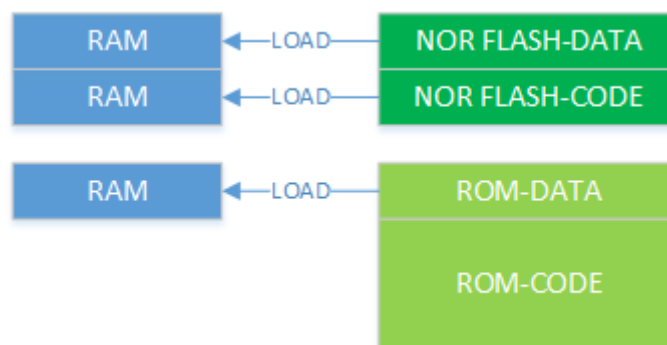 RAM LOAD NOR FLASH-DATA
RAM LOAD NOR FLASH-CODE
RAM LOAD ROM-DATA
ROM-CODE